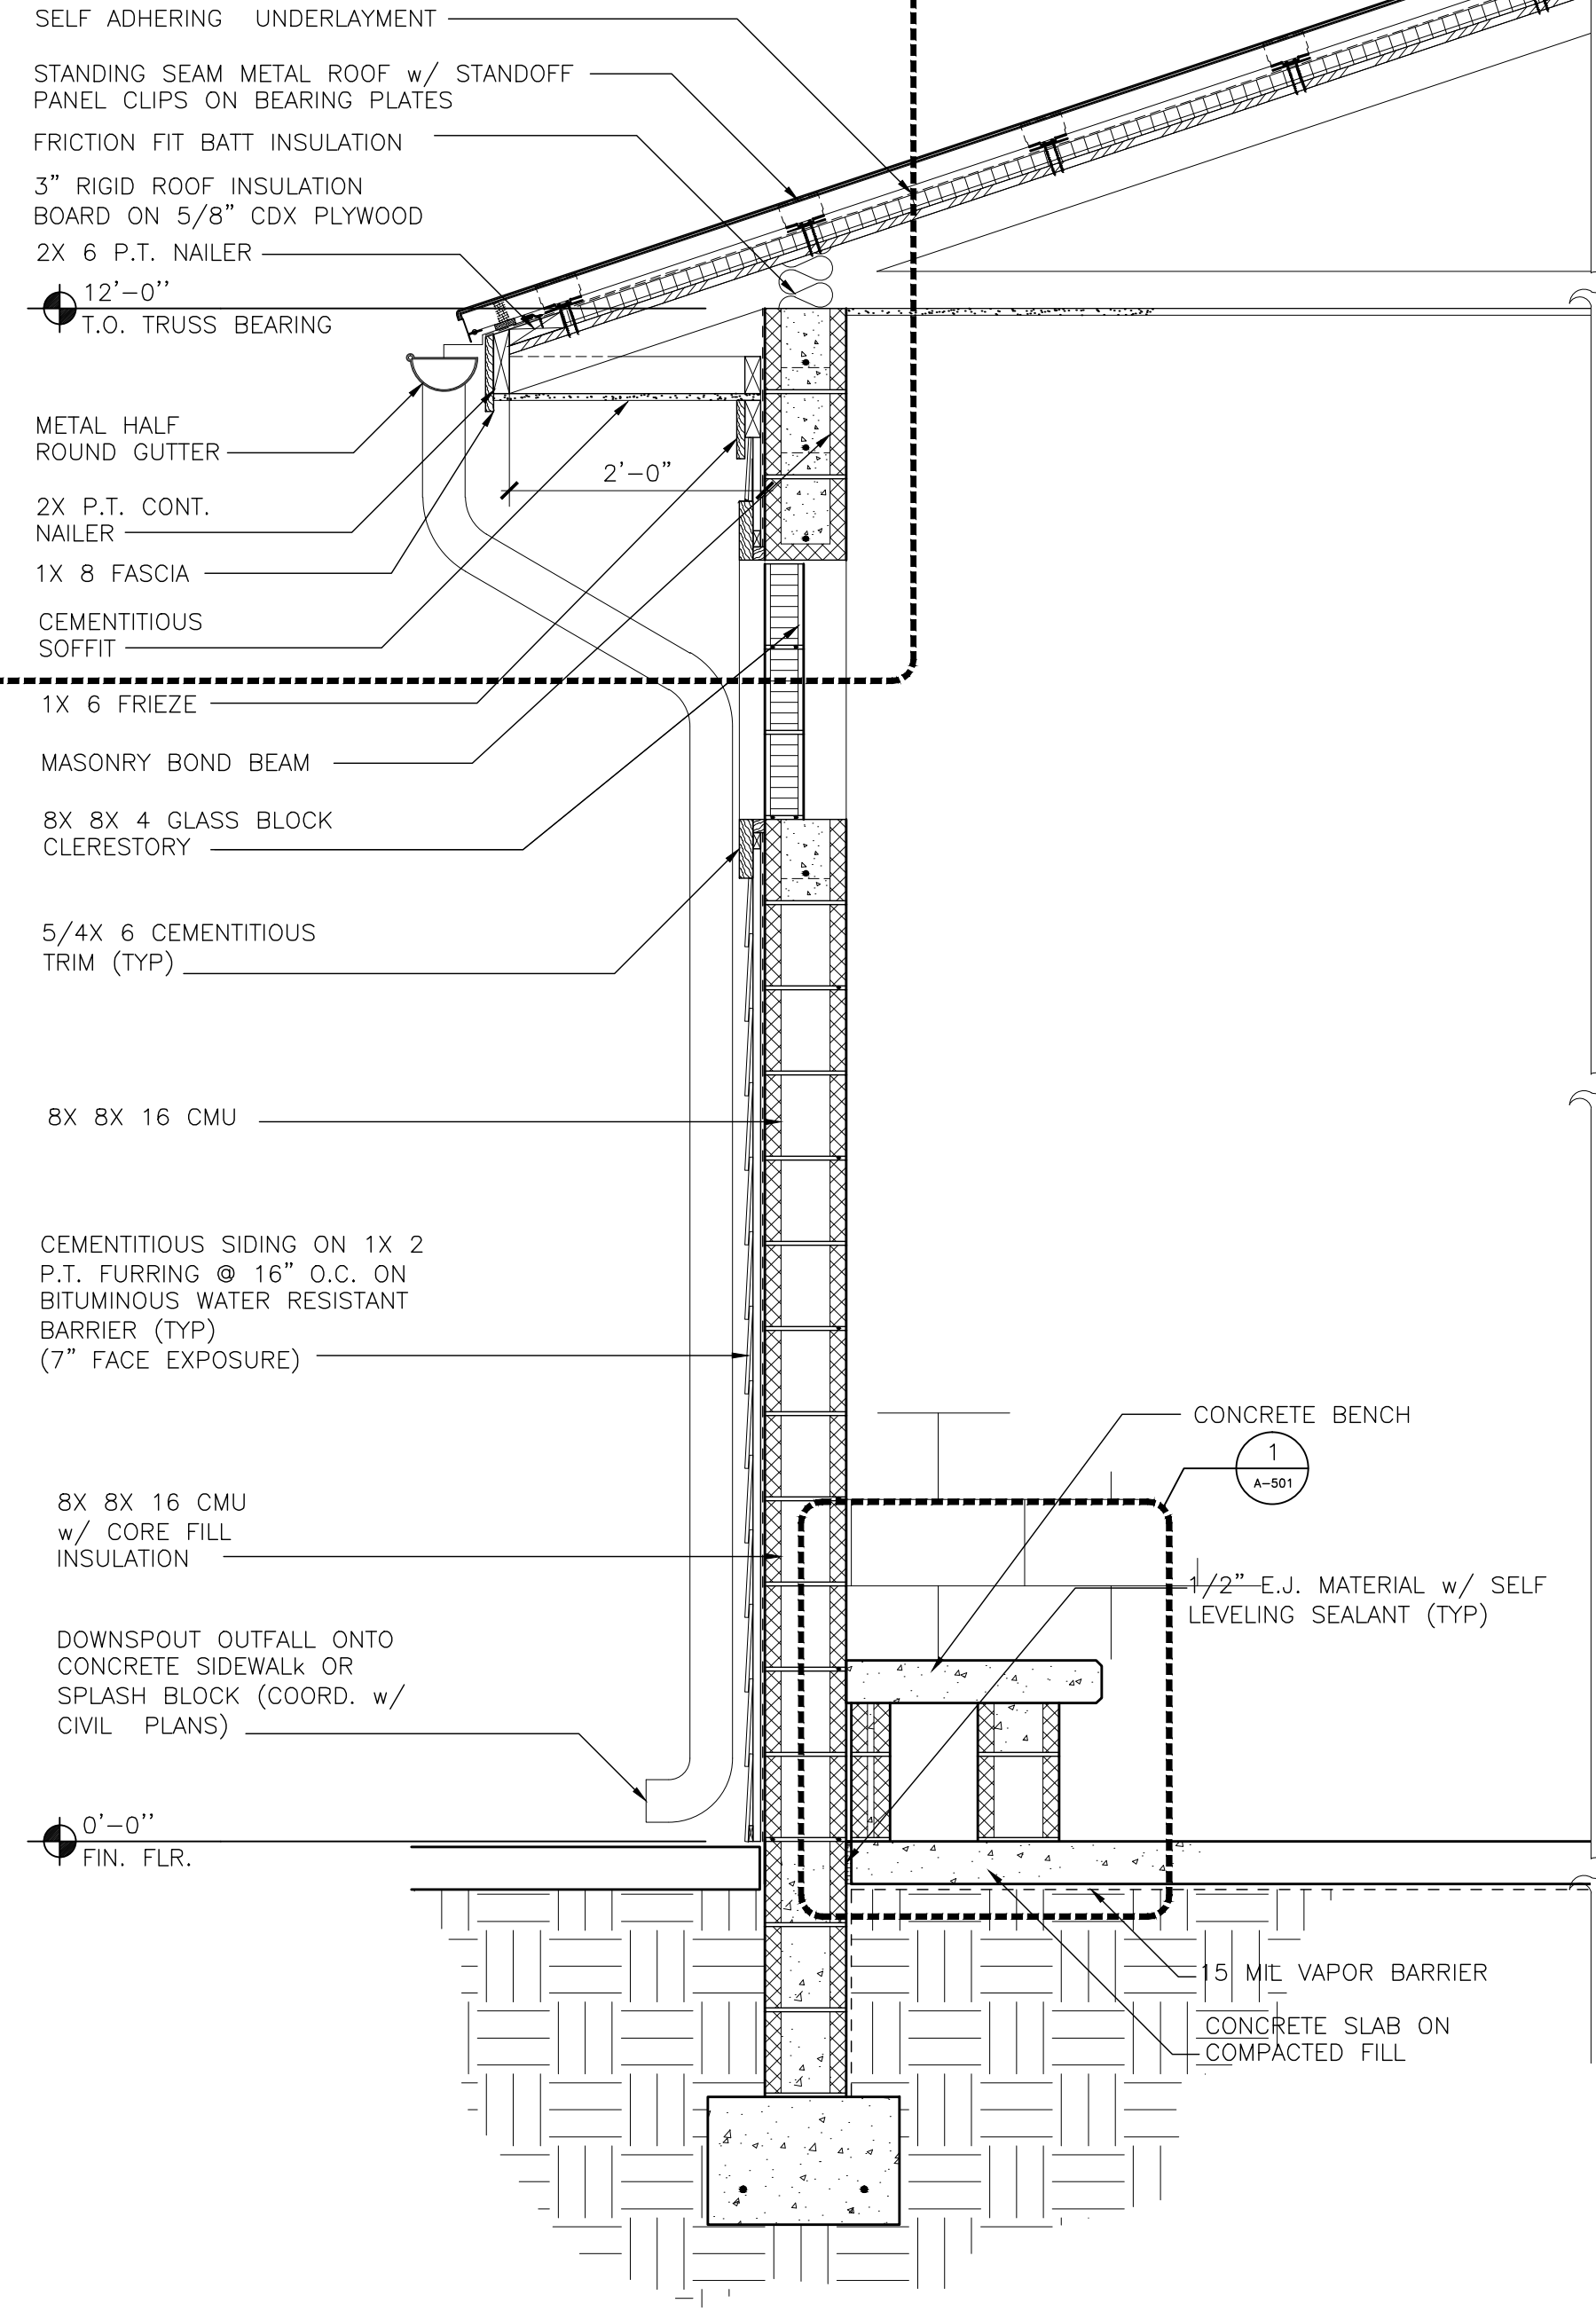 SELF ADHERING UNDERLAYMENT
STANDING SEAM METAL ROOF w/ STANDOFF
PANEL CLIPS ON BEARING PLATES
FRICTION FIT BATT INSULATION
3" RIGID ROOF INSULATION
BOARD ON 5/8" CDX PLYWOOD
2X 6 P.T. NAILER
12'-0''
T.O. TRUSS BEARING
METAL HALF
ROUND GUTTER
2'-0"
2X P.T. CONT.
NAILER
1X 8 FASCIA
CEMENTITIOUS
SOFFIT
1X 6 FRIEZE
MASONRY BOND BEAM
8X 8X 4 GLASS BLOCK
CLERESTORY
5/4X 6 CEMENTITIOUS
TRIM (TYP)
8X 8X 16 CMU
CEMENTITIOUS SIDING ON 1X 2
P.T. FURRING @ 16" O.C. ON
BITUMINOUS WATER RESISTANT
BARRIER (TYP)
(7" FACE EXPOSURE)
CONCRETE BENCH
1
A-501
8X 8X 16 CMU
w/ CORE FILL
INSULATION
1/2" E.J. MATERIAL w/ SELF
LEVELING SEALANT (TYP)
DOWNSPOUT OUTFALL ONTO
CONCRETE SIDEWALk OR
SPLASH BLOCK (COORD. w/
CIVIL PLANS)
0'-0''
FIN. FLR.
15 MIL VAPOR BARRIER
CONCRETE SLAB ON
COMPACTED FILL